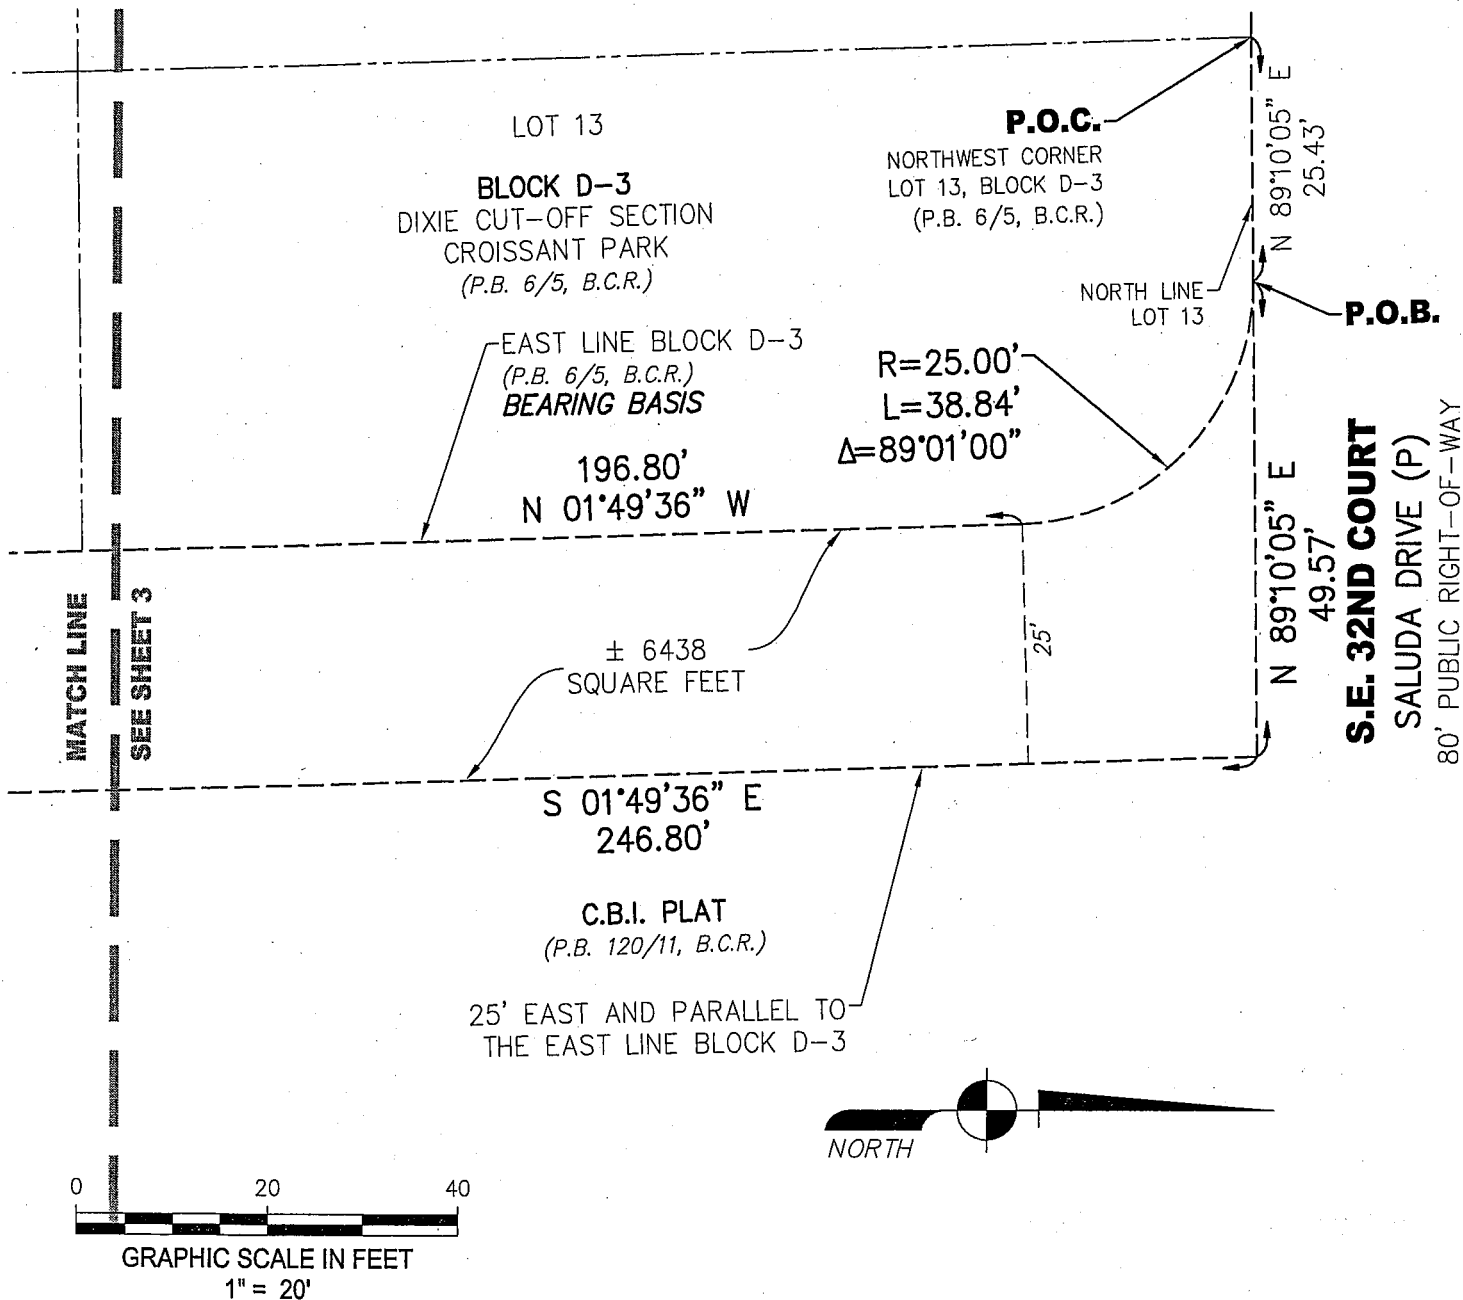 LOT 13
BLOCK D-3
DIXIE CUT-OFF SECTION
CROISSANT PARK
(P.B. 6/5, B.C.R.)
P.O.C.
NORTHWEST CORNER
LOT 13, BLOCK D-3
(P.B. 6/5, B.C.R.)
N 89°10'05" E
25.43'
NORTH LINE
LOT 13
P.O.B.
EAST LINE BLOCK D-3
(P.B. 6/5, B.C.R.)
BEARING BASIS
R=25.00'
L=38.84'
Δ=89°01'00"
196.80'
N 01°49'36" W
N 89°10'05" E
49.57'
S.E. 32ND COURT
SALUDA DRIVE (P)
80' PUBLIC RIGHT-OF-WAY
MATCH LINE
SEE SHEET 3
± 6438
SQUARE FEET
25'
S 01°49'36" E
246.80'
C.B.I. PLAT
(P.B. 120/11, B.C.R.)
25' EAST AND PARALLEL TO
THE EAST LINE BLOCK D-3
NORTH
0 20 40
GRAPHIC SCALE IN FEET
1" = 20'